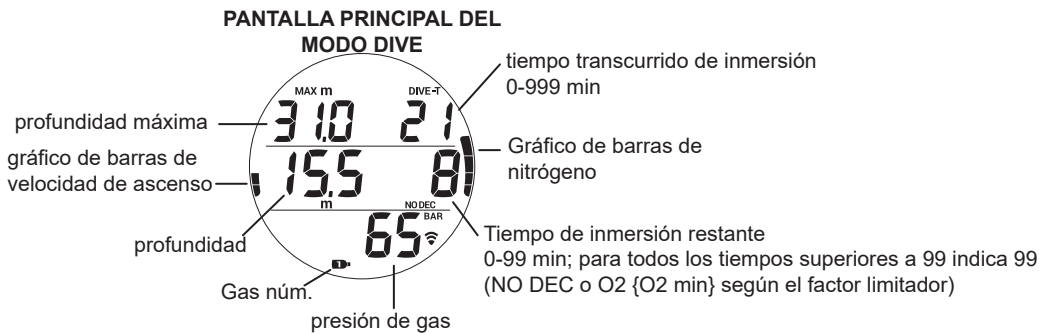 PANTALLA PRINCIPAL DEL
MODO DIVE
tiempo transcurrido de inmersión
0-999 min
MAX m
DIVE-T
31.0
21
profundidad máxima
gráfico de barras de
velocidad de ascenso
Gráfico de barras de
nitrógeno
15.5
8
m
NO DEC
BAR
65
profundidad
Tiempo de inmersión restante
0-99 min; para todos los tiempos superiores a 99 indica 99
(NO DEC o O2 {O2 min} según el factor limitador)
1
Gas núm.
presión de gas